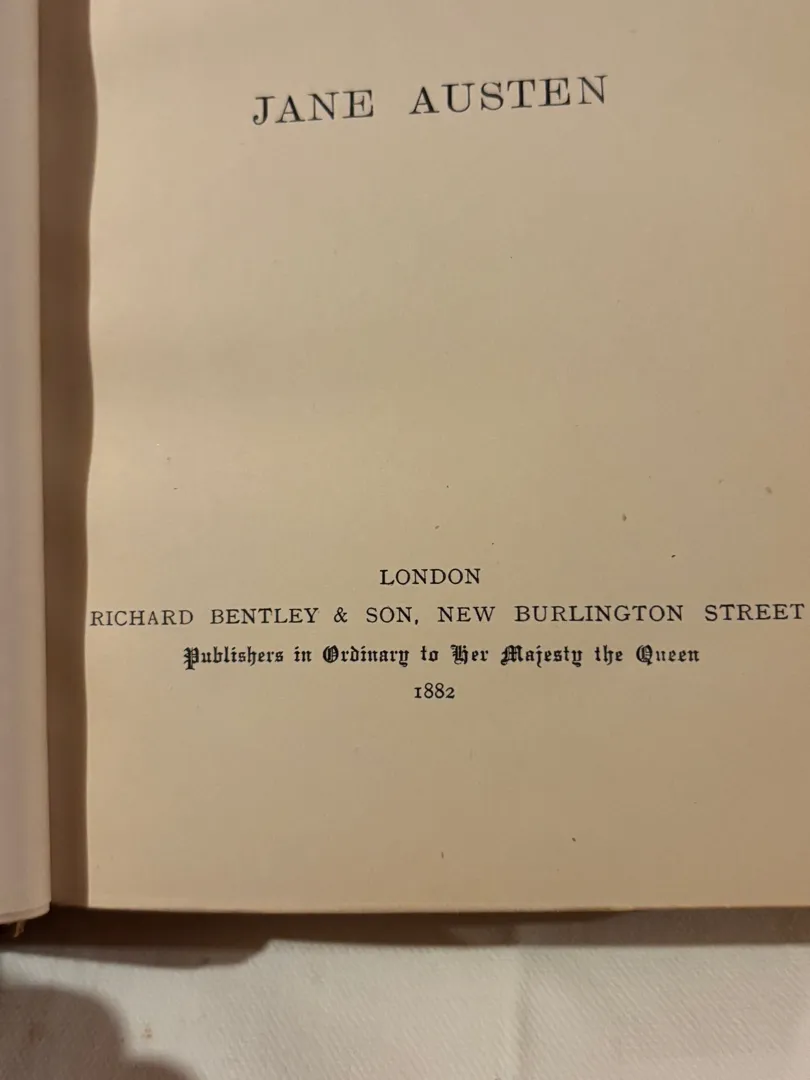 JANE AUSTEN
LONDON
RICHARD BENTLEY & SON, NEW BURLINGTON STREET
Publishers in Ordinary to Her Majesty the Queen
1882